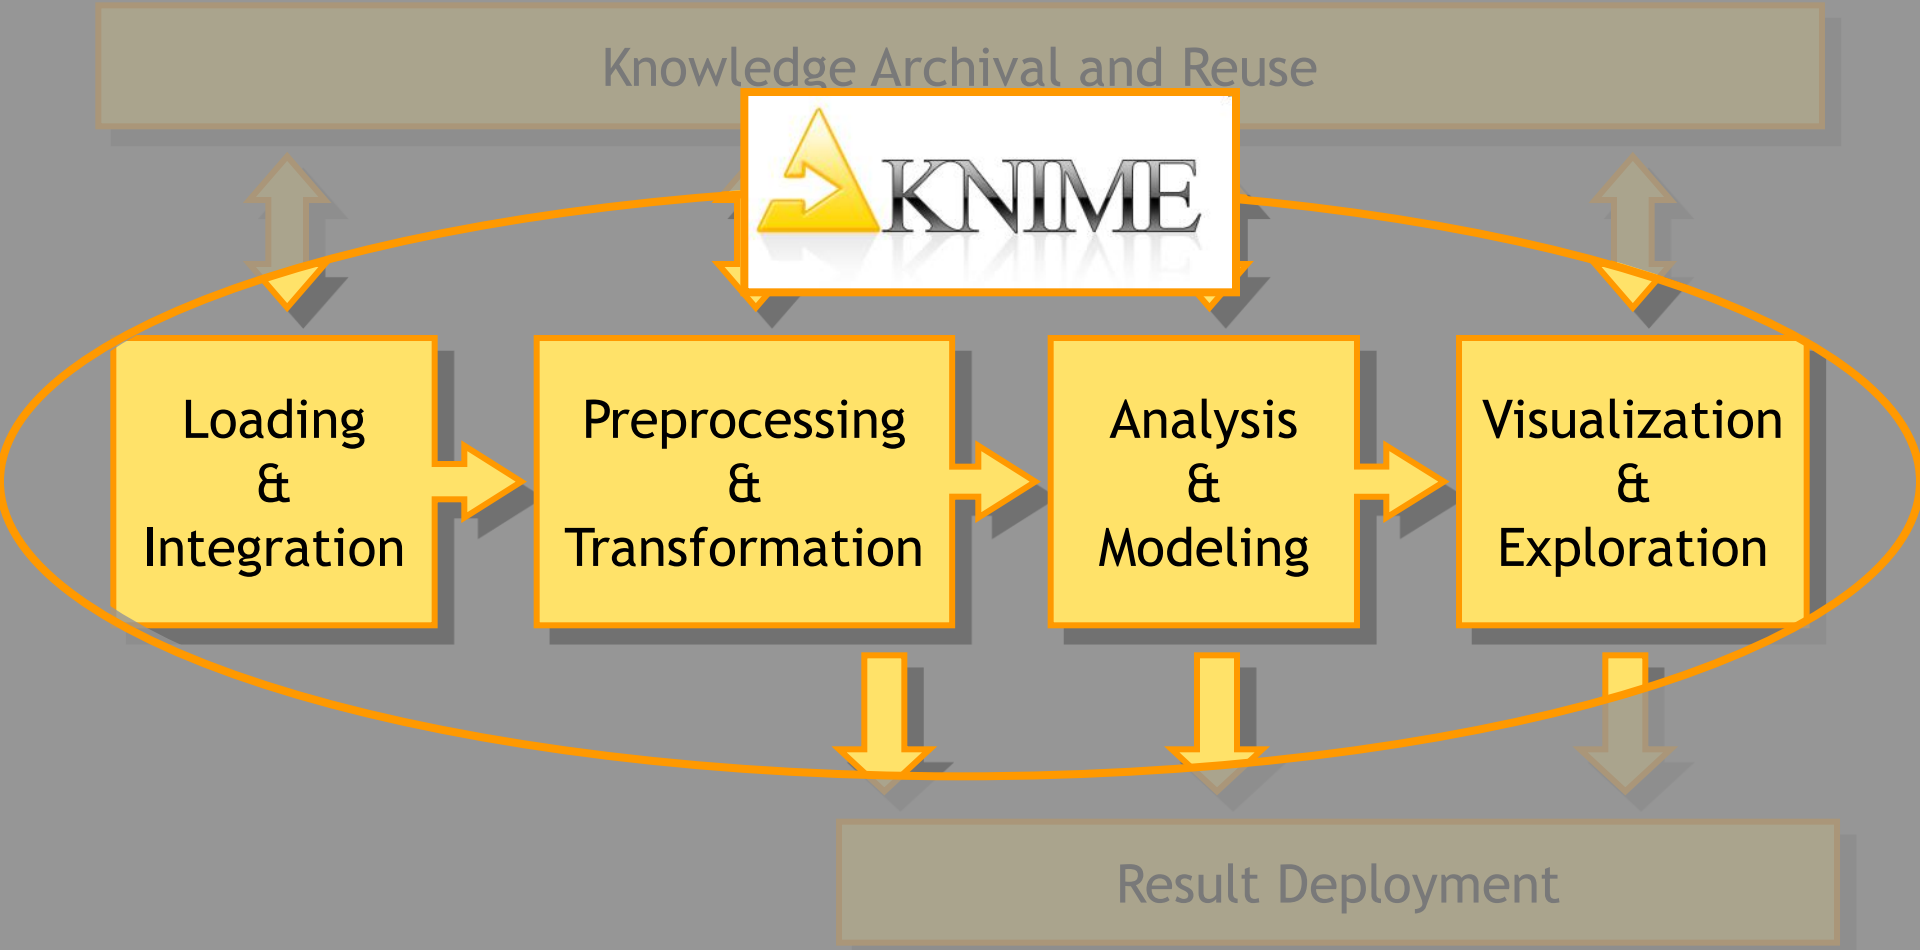 Knowledge Archival and Reuse
KNIME
Loading
&
Integration
Preprocessing
&
Transformation
Analysis
&
Modeling
Visualization
&
Exploration
Result Deployment